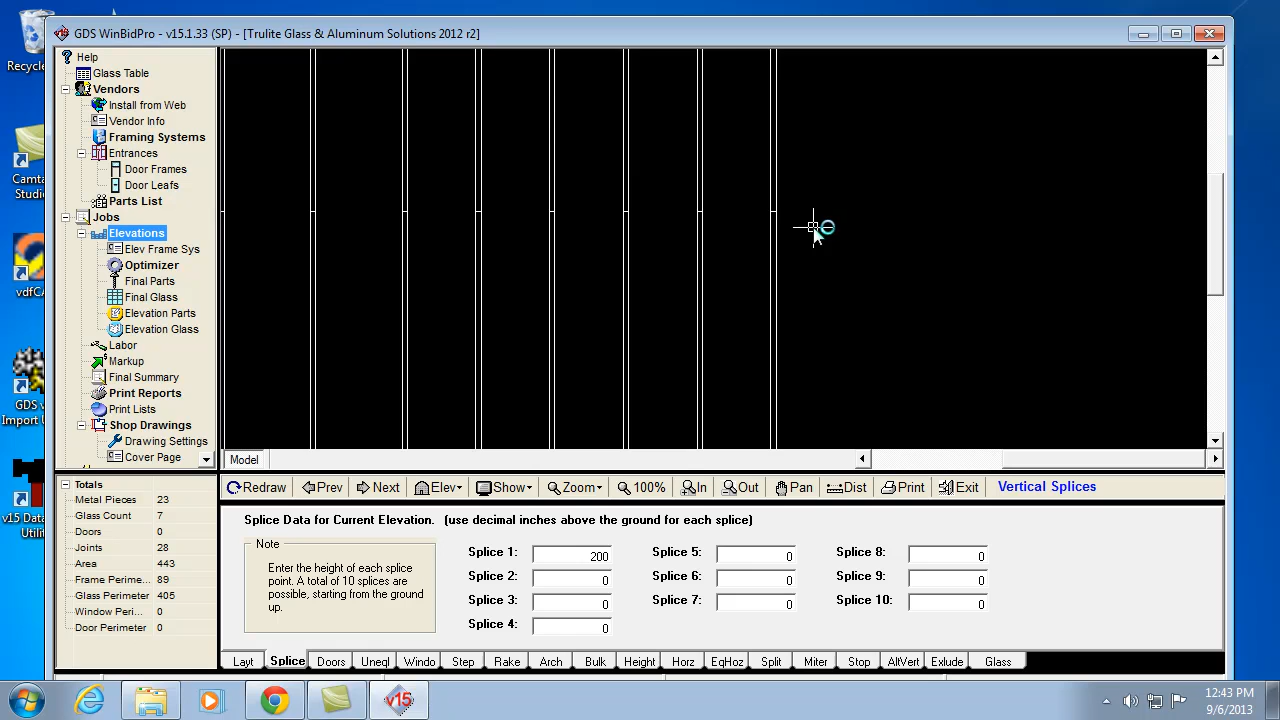 GDS WinBidPro - v15.1.33 (SP) - [Trulite Glass & Aluminum Solutions 2012 r2]
Recyc
Camta
Studi
vdfCA
GDS v
Import U
v15 Data
Utili
Help
Glass Table
Vendors
Install from Web
Vendor Info
Framing Systems
Entrances
Door Frames
Door Leafs
Parts List
Jobs
Elevations
Elev Frame Sys
Optimizer
Final Parts
Final Glass
Elevation Parts
Elevation Glass
Labor
Markup
Final Summary
Print Reports
Print Lists
Shop Drawings
Drawing Settings
Cover Page
Model
Redraw Prev Next Elev Show Zoom 100% In Out Pan Dist Print Exit Vertical Splices
Totals
Metal Pieces 23
Glass Count 7
Doors 0
Joints 28
Area 443
Frame Perime... 89
Glass Perimeter 405
Window Peri... 0
Door Perimeter 0
Splice Data for Current Elevation. (use decimal inches above the ground for each splice)
Note
Enter the height of each splice
point. A total of 10 splices are
possible, starting from the ground
up.
Splice 1: 200 Splice 5: 0 Splice 8: 0
Splice 2: 0 Splice 6: 0 Splice 9: 0
Splice 3: 0 Splice 7: 0 Splice 10: 0
Splice 4: 0
Layt Splice Doors Uneql Windo Step Rake Arch Bulk Height Horz EqHoz Split Miter Stop AltVert Exlude Glass
v15
12:43 PM
9/6/2013